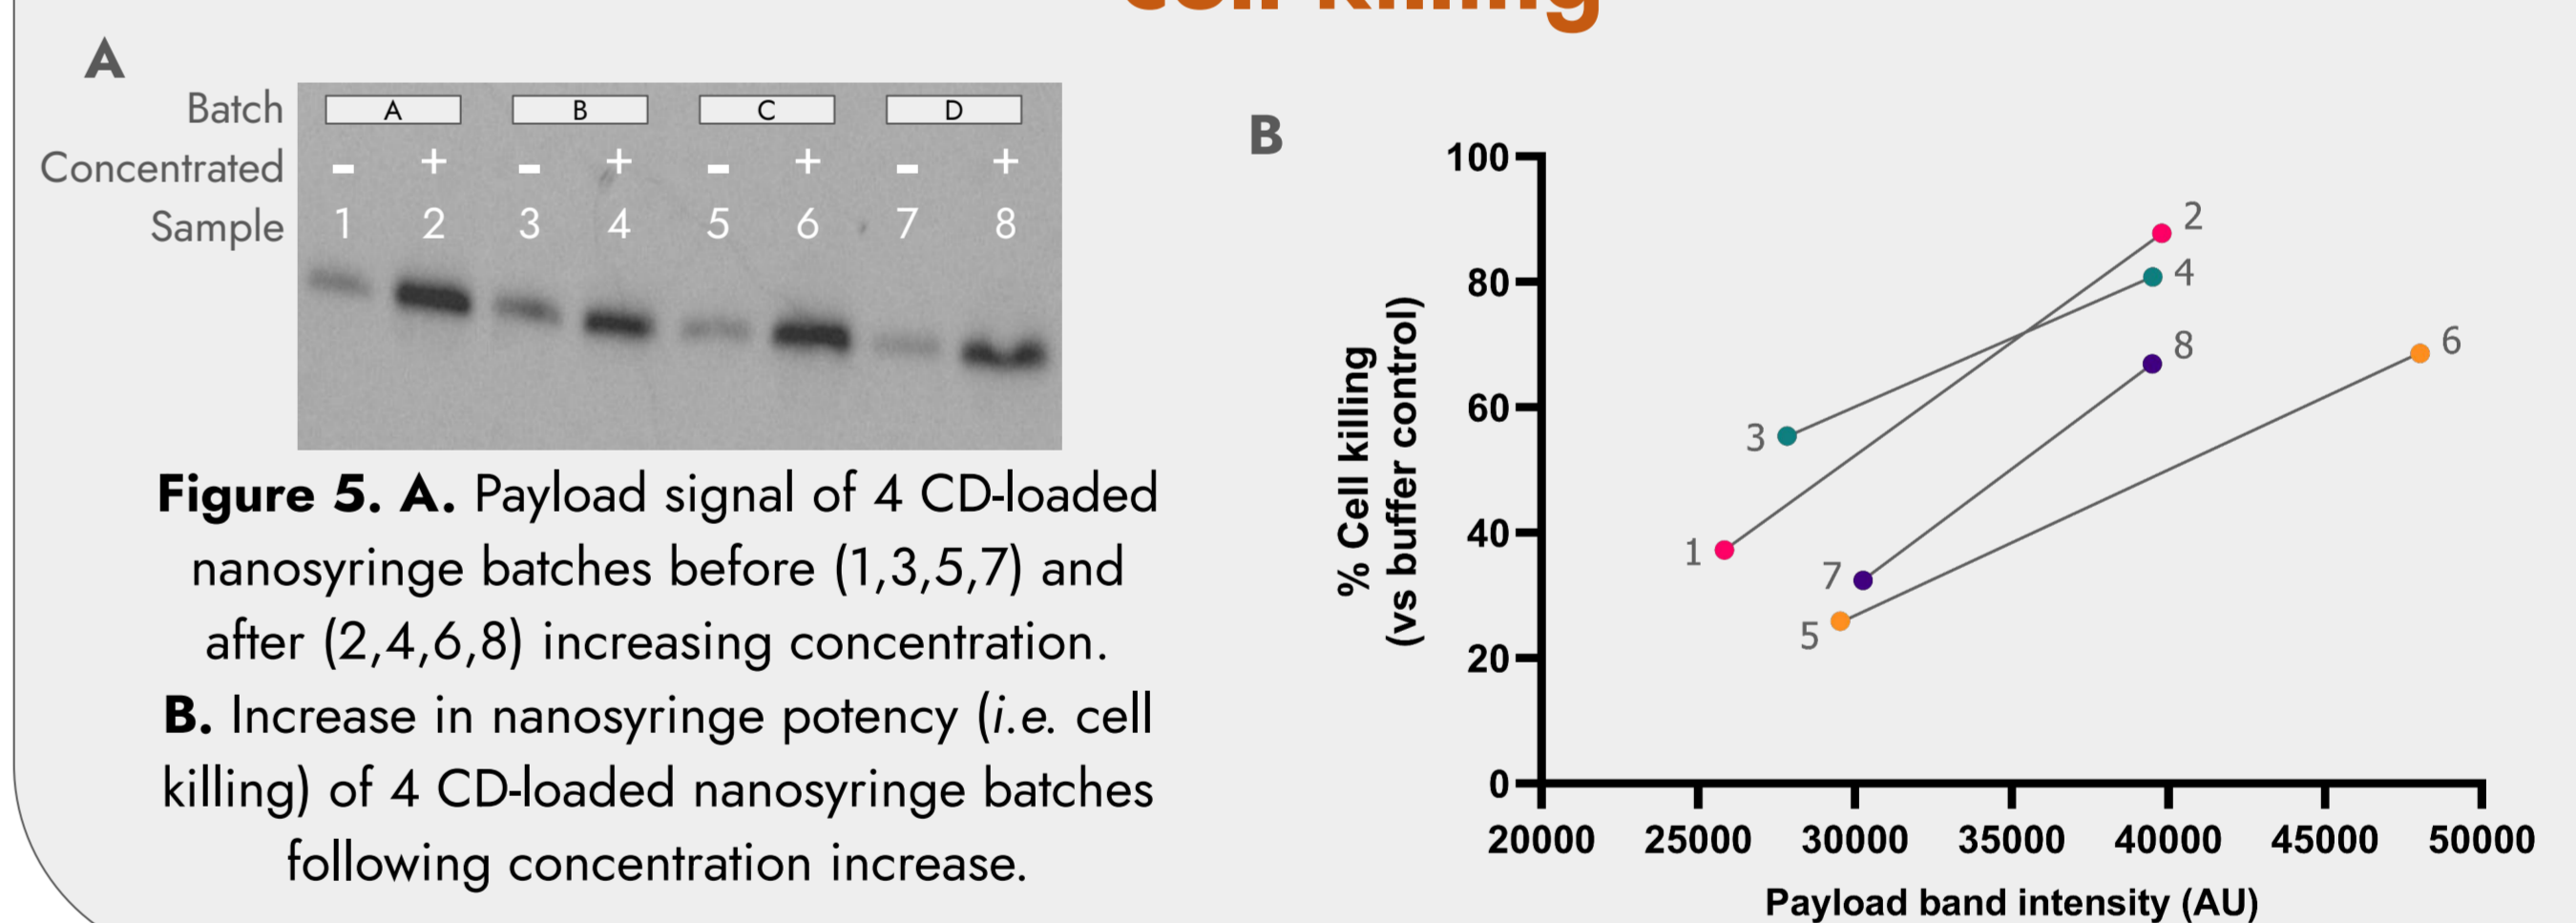 cell killing
A
Batch A B C D
Concentrated - + - + - + - +
Sample 1 2 3 4 5 6 7 8
Figure 5. A. Payload signal of 4 CD-loaded
nanosyringe batches before (1,3,5,7) and
after (2,4,6,8) increasing concentration.
B. Increase in nanosyringe potency (i.e. cell
killing) of 4 CD-loaded nanosyringe batches
following concentration increase.
B
% Cell killing
(vs buffer control)
100
80
60
40
20
0
2
4
8
6
3
1
7
5
20000 25000 30000 35000 40000 45000 50000
Payload band intensity (AU)